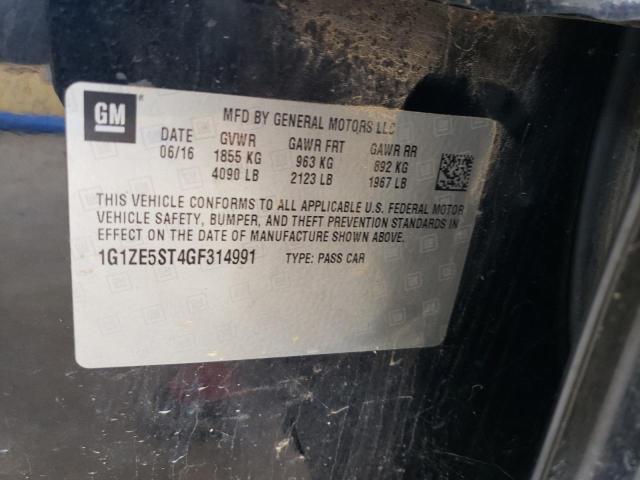 GM ®
MFD BY GENERAL MOTORS LLC
DATE GVWR GAWR FRT GAWR RR
06/16 1855 KG 963 KG 892 KG
4090 LB 2123 LB 1967 LB
THIS VEHICLE CONFORMS TO ALL APPLICABLE U.S. FEDERAL MOTOR
VEHICLE SAFETY, BUMPER, AND THEFT PREVENTION STANDARDS IN
EFFECT ON THE DATE OF MANUFACTURE SHOWN ABOVE.
1G1ZE5ST4GF314991 TYPE: PASS CAR